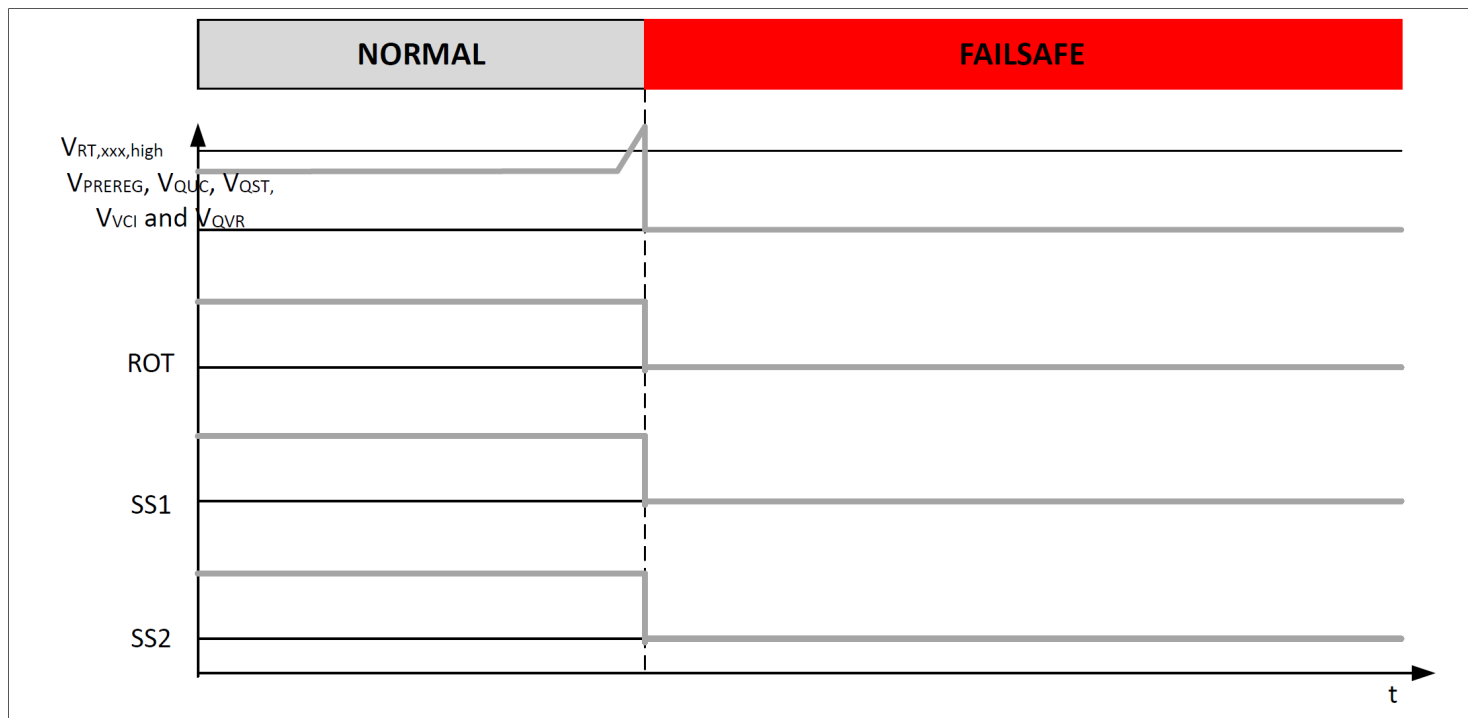 NORMAL FAILSAFE
VRT,xxx,high
VPREREG, VQUC, VQST,
VVCI and VQVR
ROT
SS1
SS2
t